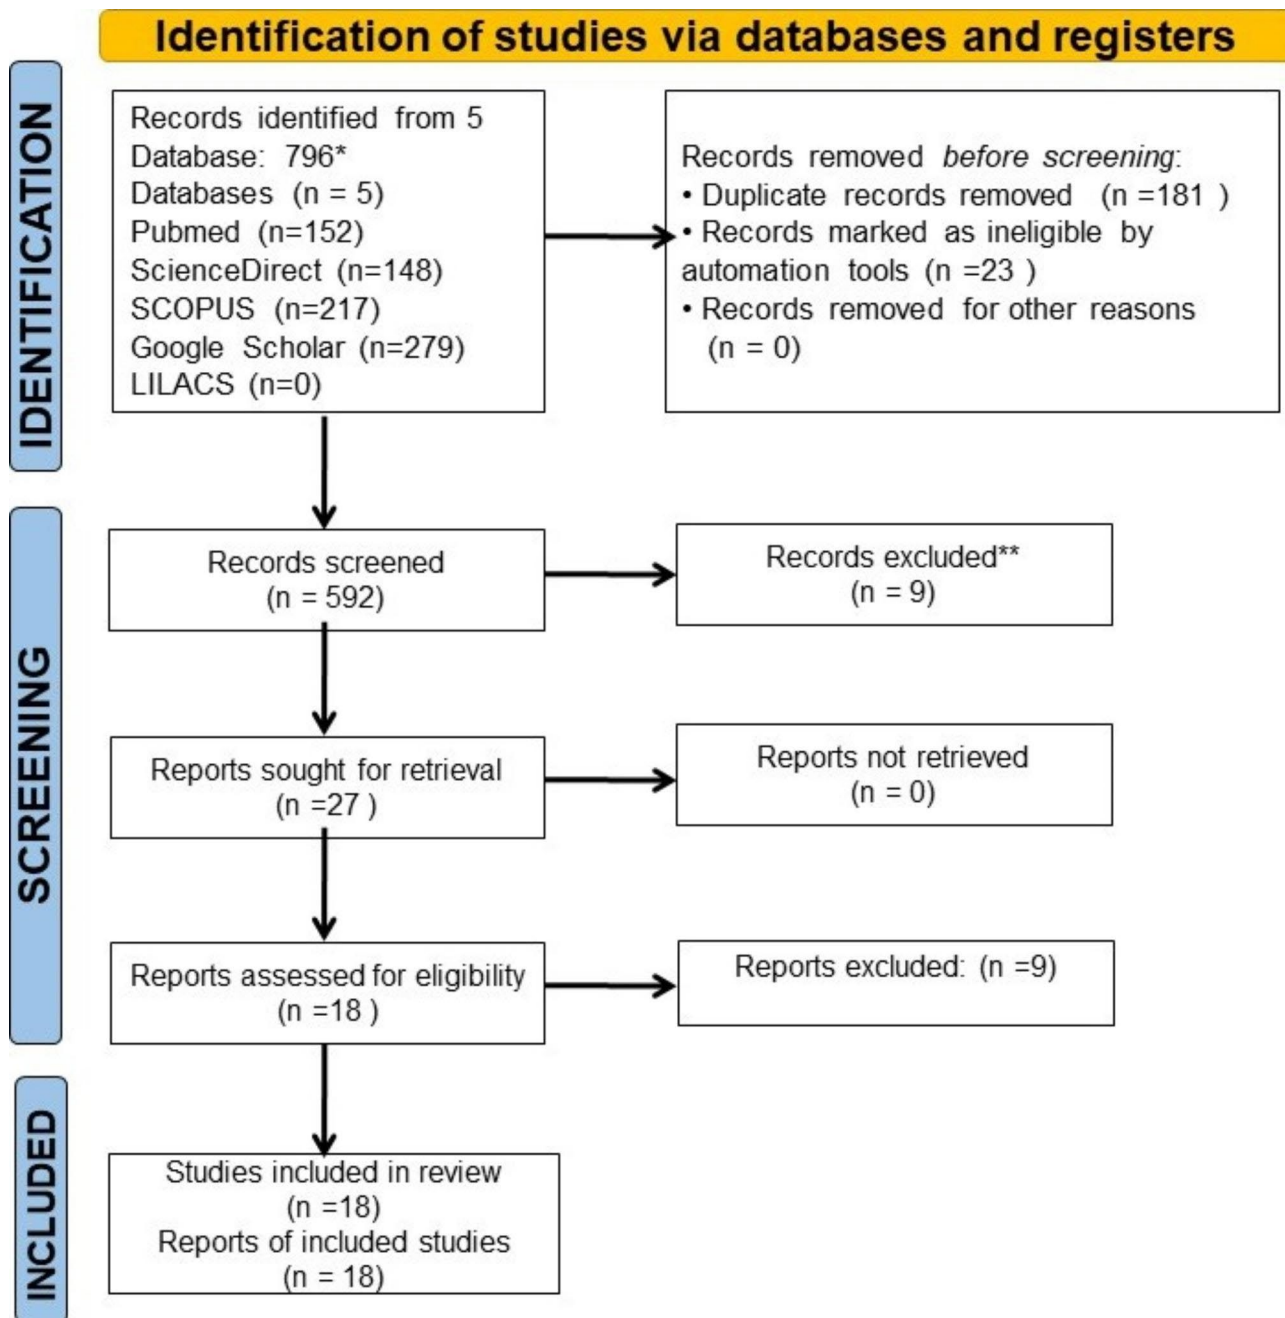 Identification of studies via databases and registers
IDENTIFICATION
Records identified from 5
Database: 796*
Databases (n = 5)
Pubmed (n=152)
ScienceDirect (n=148)
SCOPUS (n=217)
Google Scholar (n=279)
LILACS (n=0)
Records removed before screening:
• Duplicate records removed (n =181 )
• Records marked as ineligible by
automation tools (n =23 )
• Records removed for other reasons
(n = 0)
SCREENING
Records screened
(n = 592)
Records excluded**
(n = 9)
Reports sought for retrieval
(n =27 )
Reports not retrieved
(n = 0)
Reports assessed for eligibility
(n =18 )
Reports excluded: (n =9)
INCLUDED
Studies included in review
(n =18)
Reports of included studies
(n = 18)